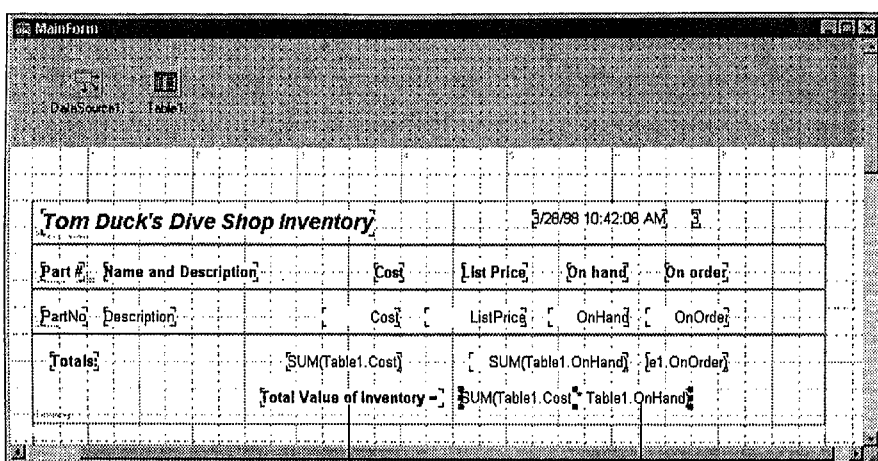 MainForm
DataSource1 Table1
Tom Duck's Dive Shop Inventory 3/28/98 10:42:08 AM 3
Part # Name and Description Cost List Price On hand On order
PartNo Description Cost ListPrice OnHand OnOrder
Totals: SUM(Table1.Cost) SUM(Table1.OnHand) e1.OnOrder)
Total Value of Inventory = SUM(Table1.Cost * Table1.OnHand)